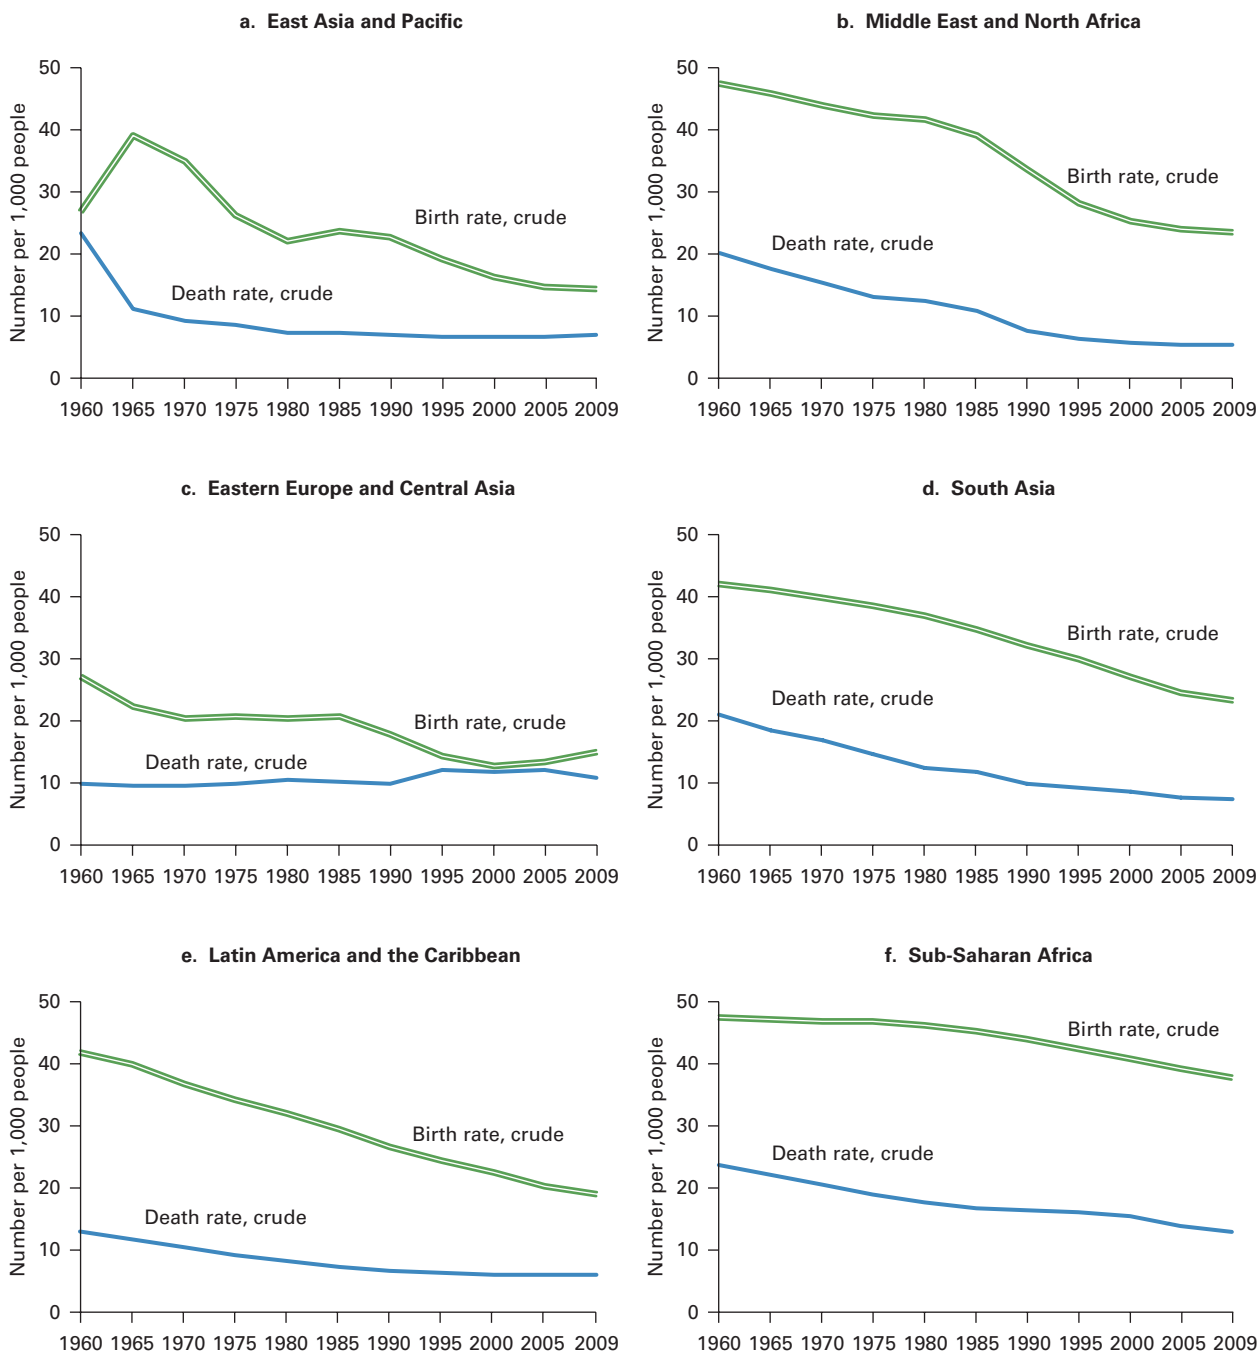 a. East Asia and Pacific
Number per 1,000 people
50
40
30
20
10
0
Birth rate, crude
Death rate, crude
1960 1965 1970 1975 1980 1985 1990 1995 2000 2005 2009
b. Middle East and North Africa
Number per 1,000 people
50
40
30
20
10
0
Birth rate, crude
Death rate, crude
1960 1965 1970 1975 1980 1985 1990 1995 2000 2005 2009
c. Eastern Europe and Central Asia
Number per 1,000 people
50
40
30
20
10
0
Birth rate, crude
Death rate, crude
1960 1965 1970 1975 1980 1985 1990 1995 2000 2005 2009
d. South Asia
Number per 1,000 people
50
40
30
20
10
0
Birth rate, crude
Death rate, crude
1960 1965 1970 1975 1980 1985 1990 1995 2000 2005 2009
e. Latin America and the Caribbean
Number per 1,000 people
50
40
30
20
10
0
Birth rate, crude
Death rate, crude
1960 1965 1970 1975 1980 1985 1990 1995 2000 2005 2009
f. Sub-Saharan Africa
Number per 1,000 people
50
40
30
20
10
0
Birth rate, crude
Death rate, crude
1960 1965 1970 1975 1980 1985 1990 1995 2000 2005 2009